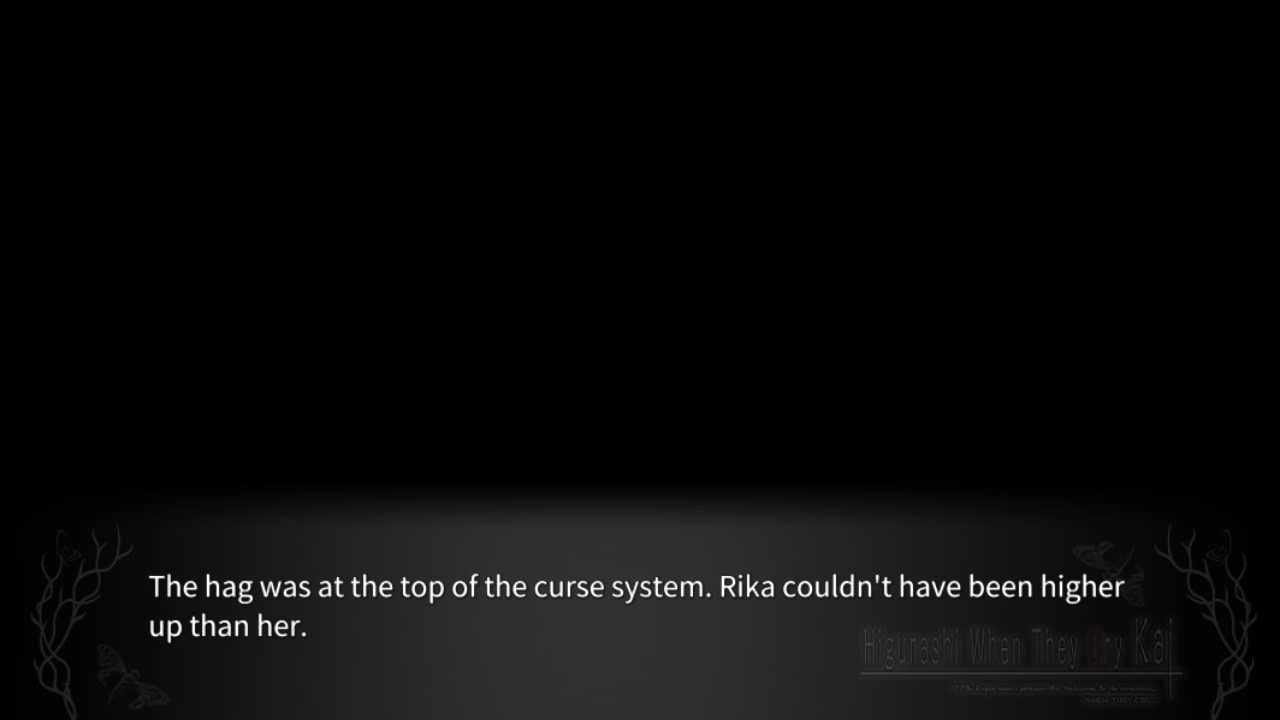 The hag was at the top of the curse system. Rika couldn't have been higher
up than her.
Higurashi When They Cry Kai